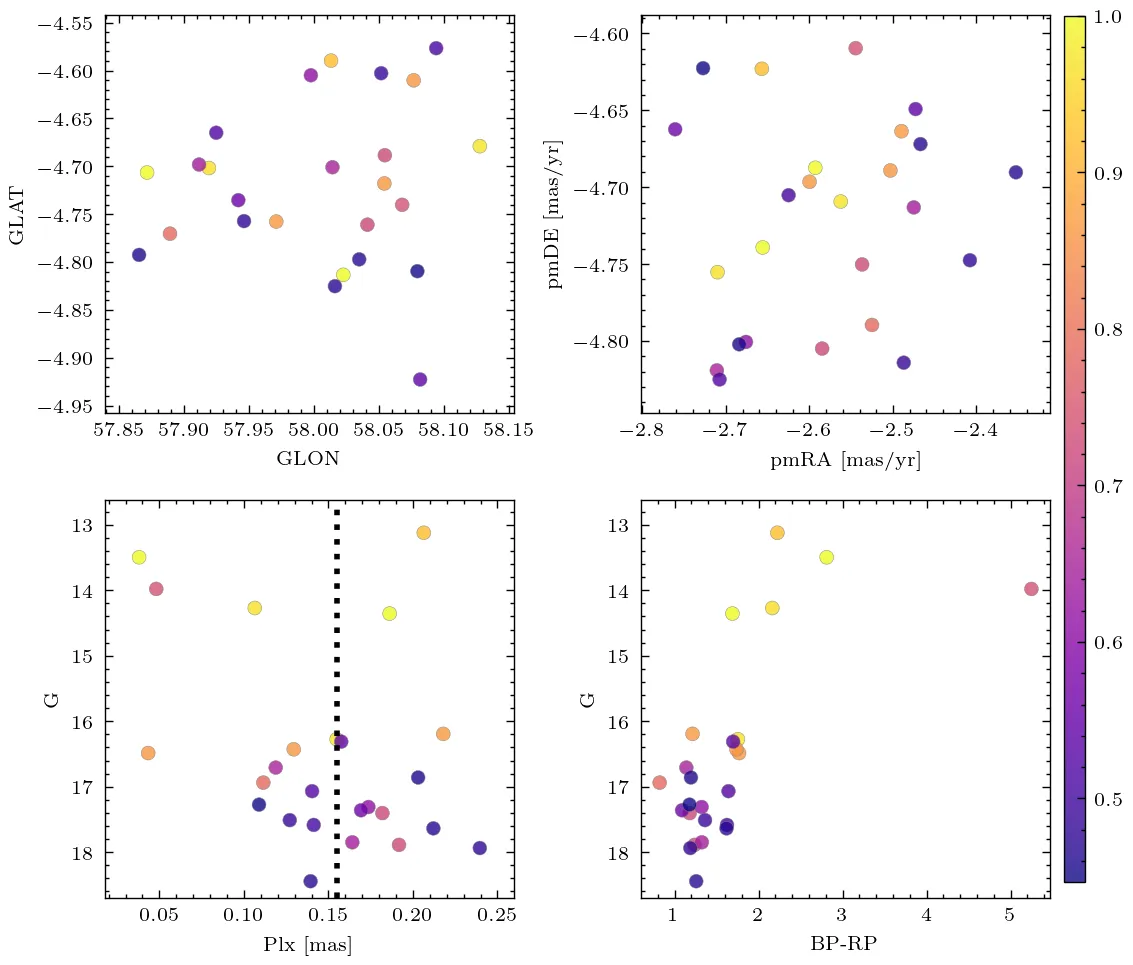 −4.55
−4.60
−4.65
−4.70
−4.75
−4.80
−4.85
−4.90
−4.95
GLAT
57.85 57.90 57.95 58.00 58.05 58.10 58.15
GLON
−4.60
−4.65
−4.70
−4.75
−4.80
pmDE [mas/yr]
−2.8 −2.7 −2.6 −2.5 −2.4
pmRA [mas/yr]
13
14
15
16
17
18
G
0.05 0.10 0.15 0.20 0.25
Plx [mas]
13
14
15
16
17
18
G
1 2 3 4 5
BP-RP
1.0
0.9
0.8
0.7
0.6
0.5